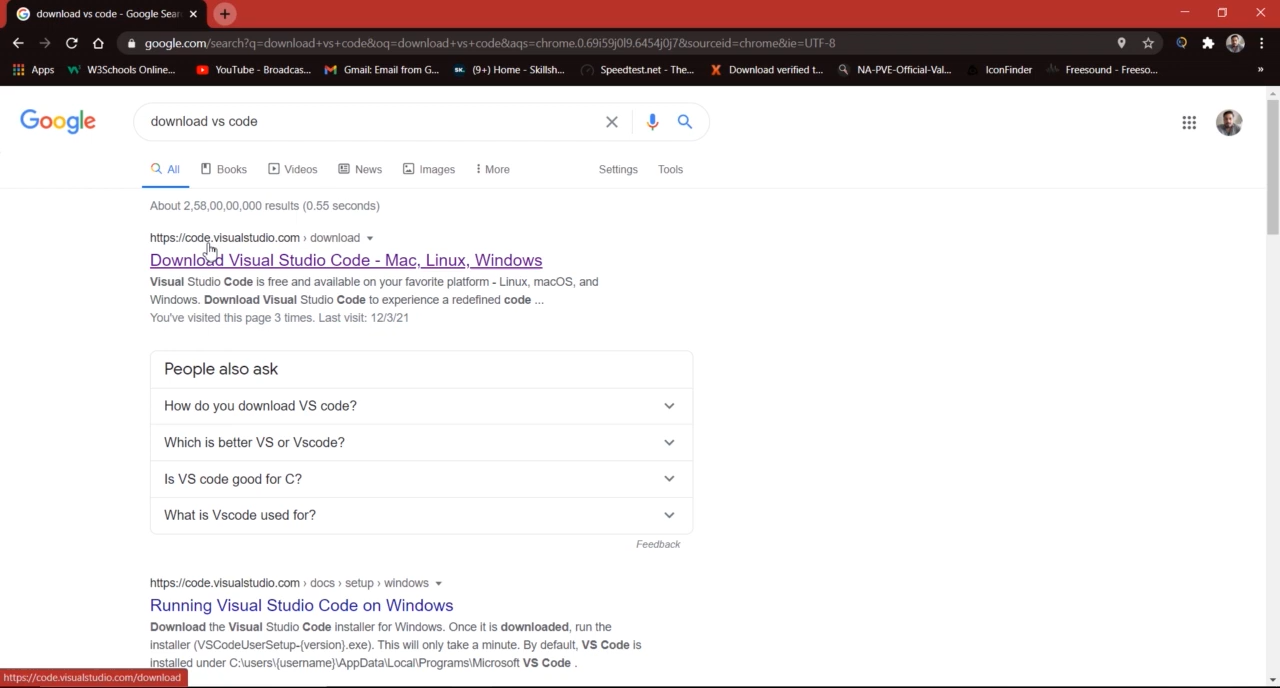 download vs code - Google Sear
google.com/search?q=download+vs+code&oq=download+vs+code&aqs=chrome.0.69i59j0l9.6454j0j7&sourceid=chrome&ie=UTF-8
Apps W3Schools Online... YouTube - Broadcas... Gmail: Email from G... (9+) Home - Skillsh... Speedtest.net - The... Download verified t... NA-PVE-Official-Val... IconFinder Freesound - Freeso... »
Google download vs code
All Books Videos News Images More Settings Tools
About 2,58,00,00,000 results (0.55 seconds)
https://code.visualstudio.com › download
Download Visual Studio Code - Mac, Linux, Windows
Visual Studio Code is free and available on your favorite platform - Linux, macOS, and
Windows. Download Visual Studio Code to experience a redefined code ...
You've visited this page 3 times. Last visit: 12/3/21
People also ask
How do you download VS code?
Which is better VS or Vscode?
Is VS code good for C?
What is Vscode used for?
Feedback
https://code.visualstudio.com › docs › setup › windows
Running Visual Studio Code on Windows
Download the Visual Studio Code installer for Windows. Once it is downloaded, run the
installer (VSCodeUserSetup-{version}.exe). This will only take a minute. By default, VS Code is
installed under C:\users\{username}\AppData\Local\Programs\Microsoft VS Code .
https://code.visualstudio.com/download